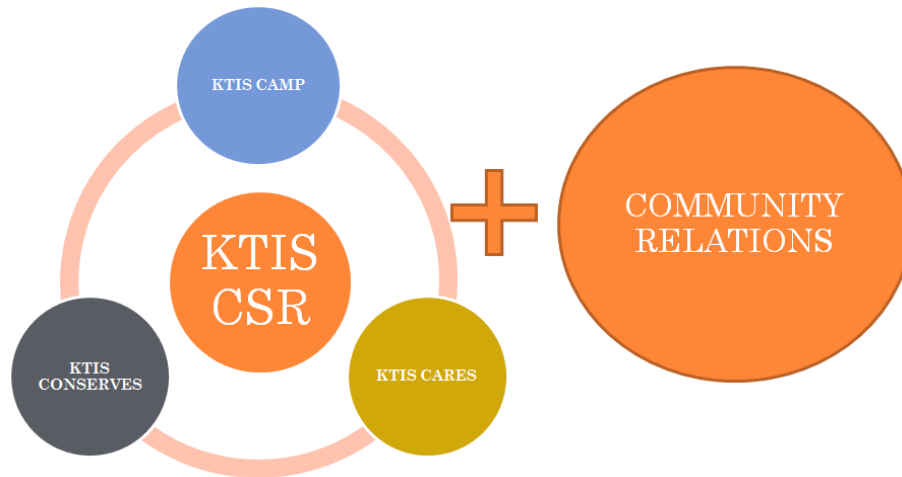 KTIS CAMP
KTIS
CSR
KTIS
CONSERVES
KTIS CARES
COMMUNITY
RELATIONS